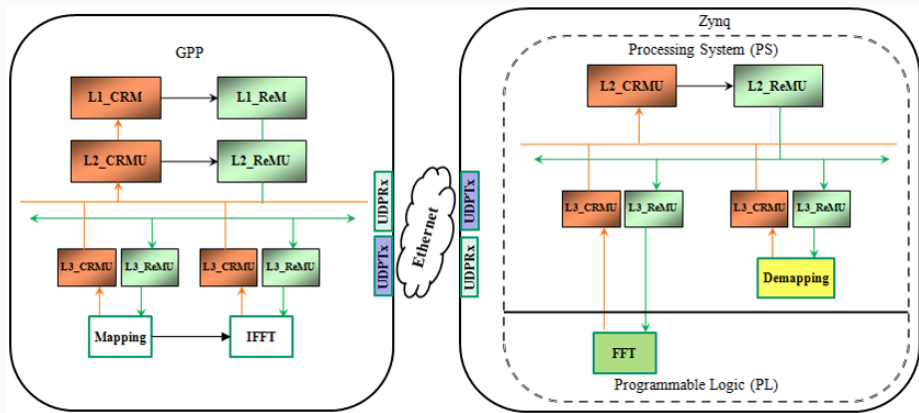 Zynq
GPP
Processing System (PS)
L1_CRM
L1_ReM
L2_CRMU
L2_ReMU
L2_CRMU
L2_ReMU
UDPRx
UDPTx
Ethernet
UDPTx
UDPRx
L3_CRMU
L3_ReMU
L3_CRMU
L3_ReMU
L3_CRMU
L3_ReMU
L3_CRMU
L3_ReMU
Mapping
IFFT
Demapping
FFT
Programmable Logic (PL)